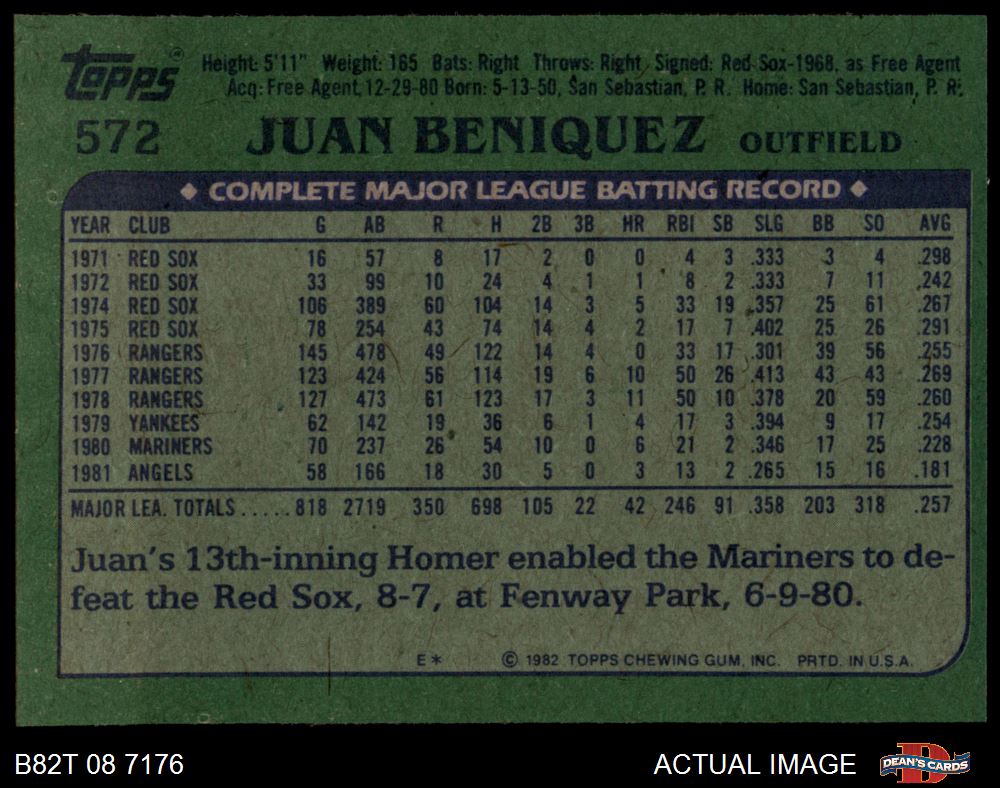 Topps® Height: 5'11" Weight: 165 Bats: Right Throws: Right Signed: Red Sox-1968, as Free Agent
Acq: Free Agent, 12-29-80 Born: 5-13-50, San Sebastian, P. R. Home: San Sebastian, P. R.
572 JUAN BENIQUEZ OUTFIELD
◆ COMPLETE MAJOR LEAGUE BATTING RECORD ◆
YEAR CLUB G AB R H 2B 3B HR RBI SB SLG BB SO AVG
1971 RED SOX 16 57 8 17 2 0 0 4 3 .333 3 4 .298
1972 RED SOX 33 99 10 24 4 1 1 8 2 .333 7 11 .242
1974 RED SOX 106 389 60 104 14 3 5 33 19 .357 25 61 .267
1975 RED SOX 78 254 43 74 14 4 2 17 7 .402 25 26 .291
1976 RANGERS 145 478 49 122 14 4 0 33 17 .301 39 56 .255
1977 RANGERS 123 424 56 114 19 6 10 50 26 .413 43 43 .269
1978 RANGERS 127 473 61 123 17 3 11 50 10 .378 20 59 .260
1979 YANKEES 62 142 19 36 6 1 4 17 3 .394 9 17 .254
1980 MARINERS 70 237 26 54 10 0 6 21 2 .346 17 25 .228
1981 ANGELS 58 166 18 30 5 0 3 13 2 .265 15 16 .181
MAJOR LEA. TOTALS.....818 2719 350 698 105 22 42 246 91 .358 203 318 .257
Juan's 13th-inning Homer enabled the Mariners to de-
feat the Red Sox, 8-7, at Fenway Park, 6-9-80.
E* © 1982 TOPPS CHEWING GUM, INC. PRTD. IN U.S.A.
B82T 08 7176 ACTUAL IMAGE DEAN'S CARDS